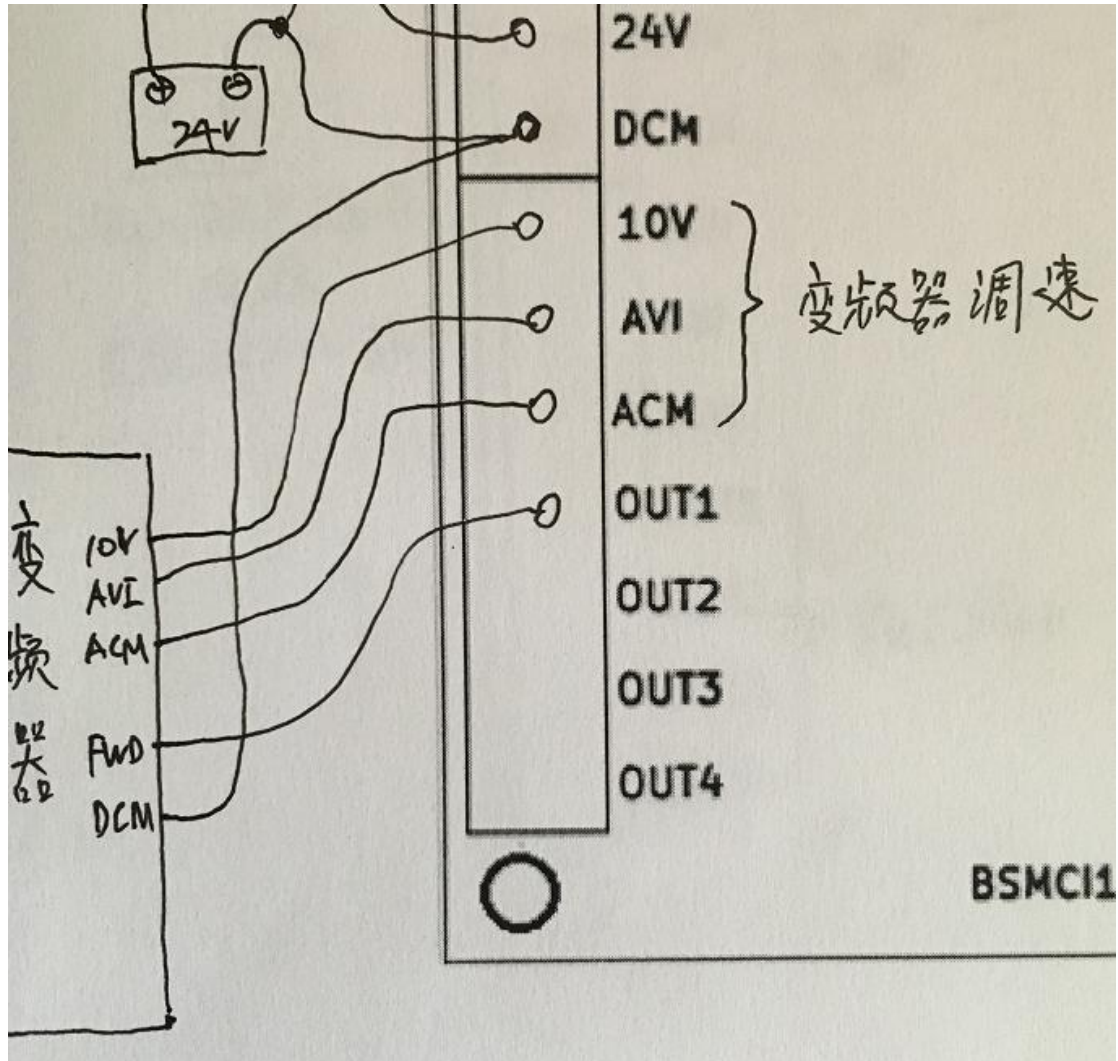 24V
DCM
10V
AVI
ACM
OUT1
OUT2
OUT3
OUT4
BSMCI1
变频器调速
⊕ ⊖
24V
变频器
10V
AVI
ACM
FWD
DCM